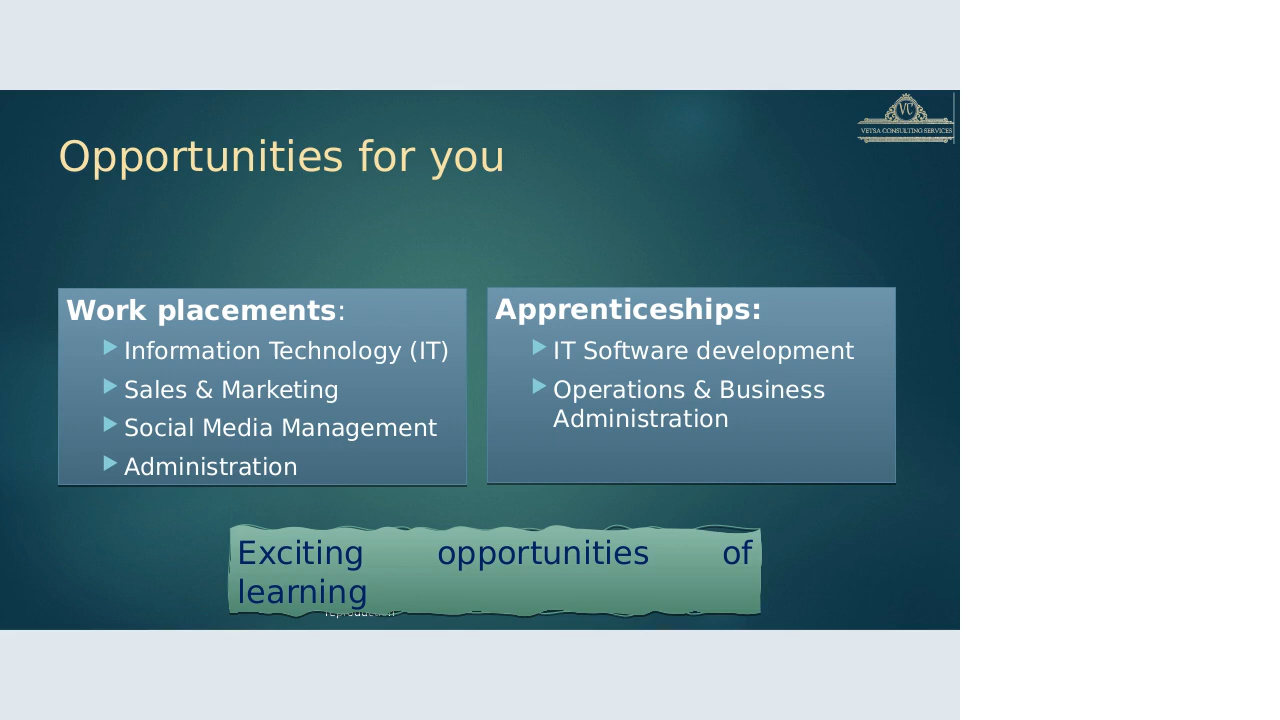 VC
VETSA CONSULTING SERVICES
Opportunities for you
Work placements:
Information Technology (IT)
Sales & Marketing
Social Media Management
Administration
Apprenticeships:
IT Software development
Operations & Business
Administration
Exciting opportunities of
learning